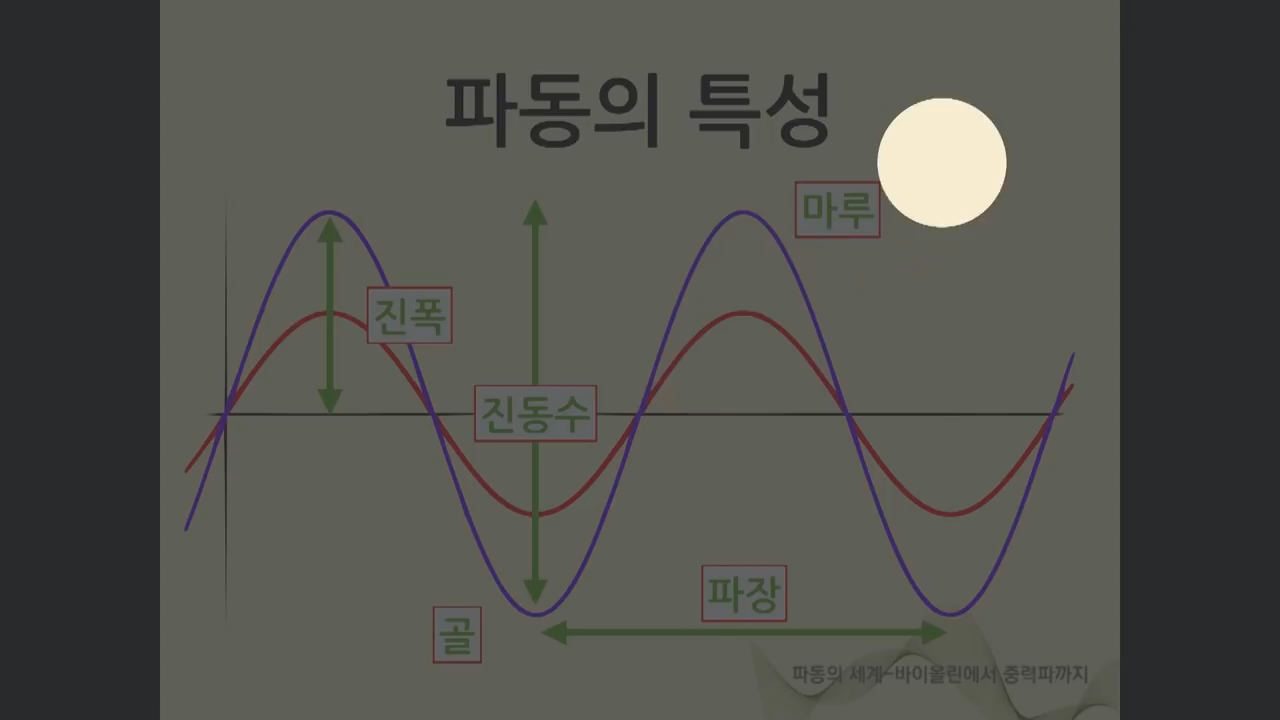 파동의 특성
마루
진폭
진동수
파장
골
파동의 세계-바이올린에서 중력파까지